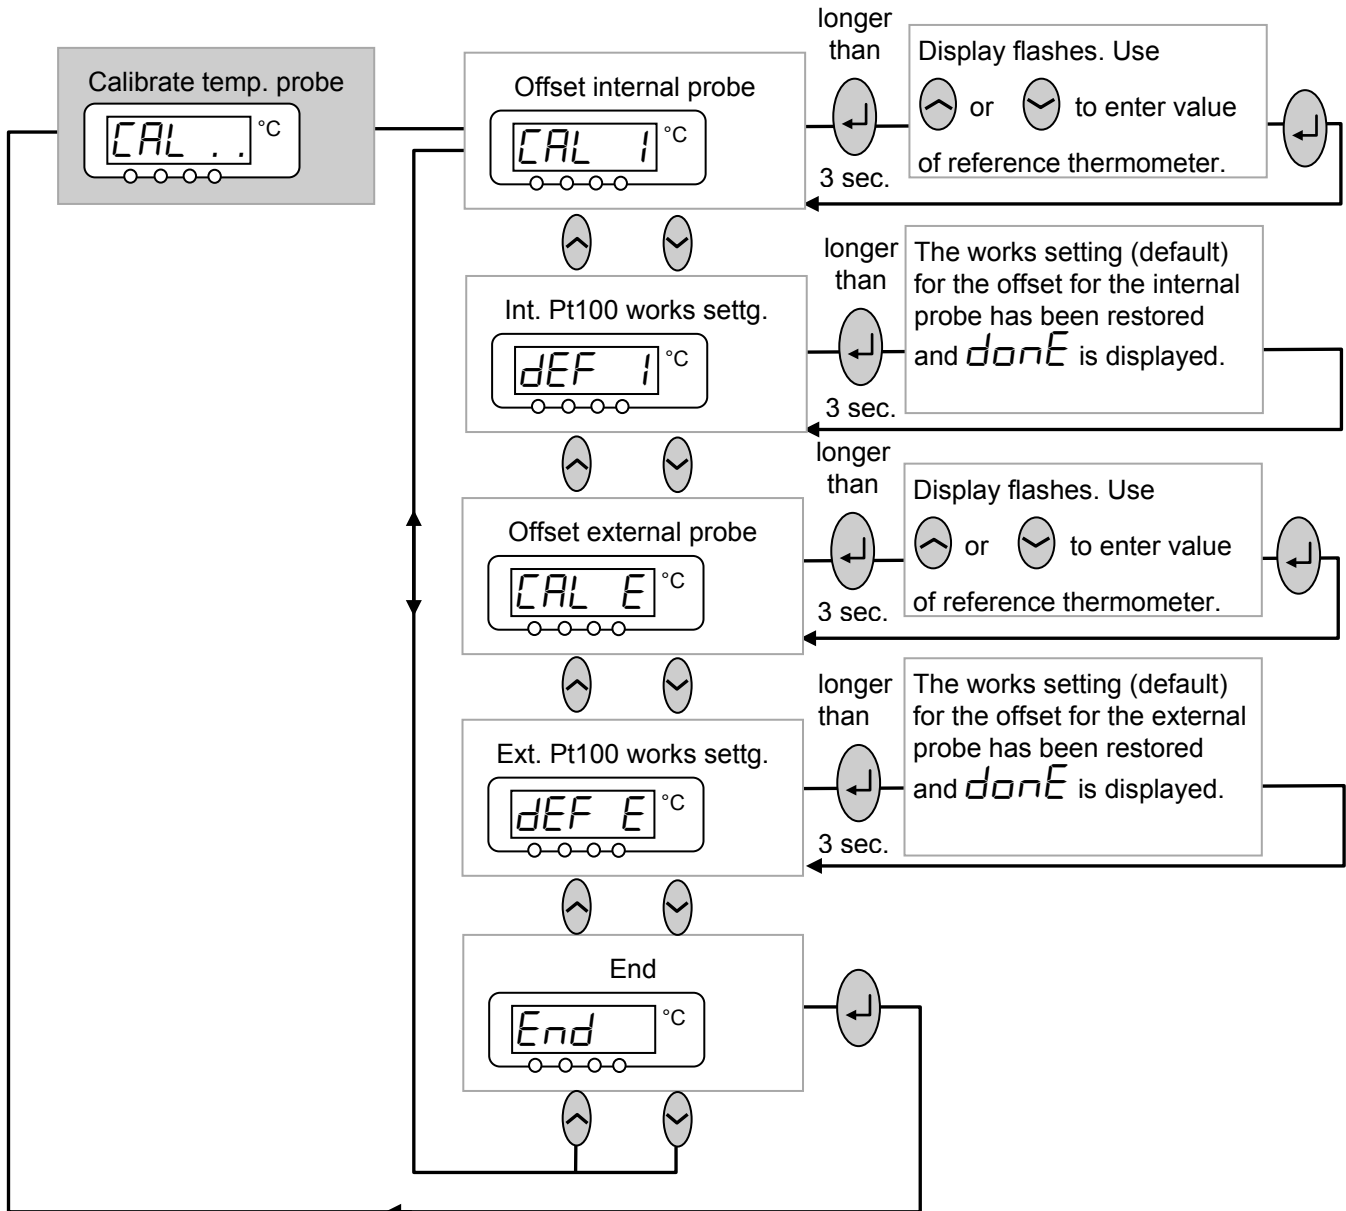 Calibrate temp. probe
CAL ..
°C
Offset internal probe
CAL 1
°C
longer
than
3 sec.
Display flashes. Use
or to enter value
of reference thermometer.
Int. Pt100 works settg.
dEF 1
°C
longer
than
3 sec.
The works setting (default)
for the offset for the internal
probe has been restored
and donE is displayed.
Offset external probe
CAL E
°C
longer
than
3 sec.
Display flashes. Use
or to enter value
of reference thermometer.
Ext. Pt100 works settg.
dEF E
°C
longer
than
3 sec.
The works setting (default)
for the offset for the external
probe has been restored
and donE is displayed.
End
End
°C